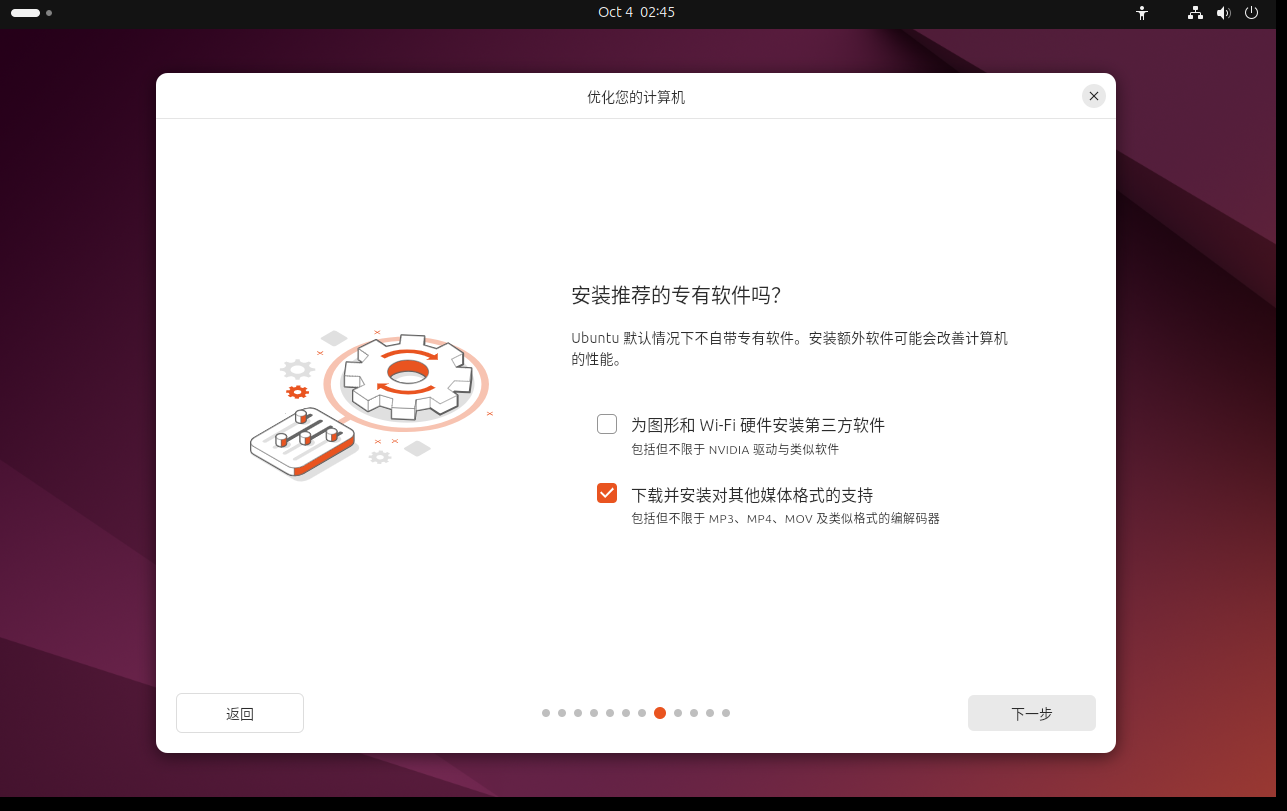 Oct 4 02:45
优化您的计算机
安装推荐的专有软件吗？
Ubuntu 默认情况下不自带专有软件。安装额外软件可能会改善计算机
的性能。
为图形和 Wi-Fi 硬件安装第三方软件
包括但不限于 NVIDIA 驱动与类似软件
下载并安装对其他媒体格式的支持
包括但不限于 MP3、MP4、MOV 及类似格式的编解码器
返回
下一步